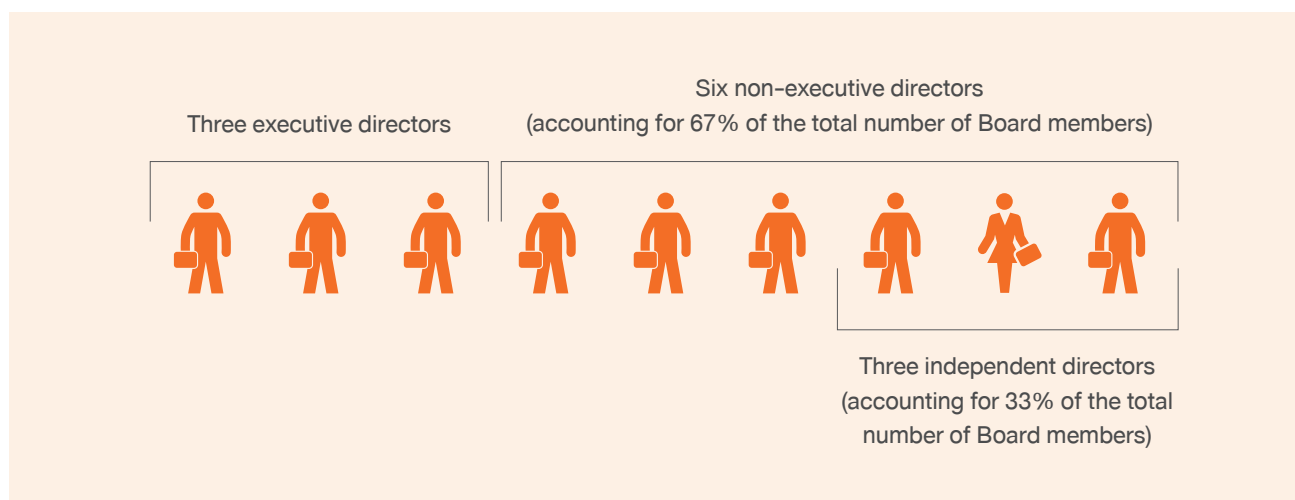 Three executive directors
Six non-executive directors
(accounting for 67% of the total number of Board members)
Three independent directors
(accounting for 33% of the total
number of Board members)